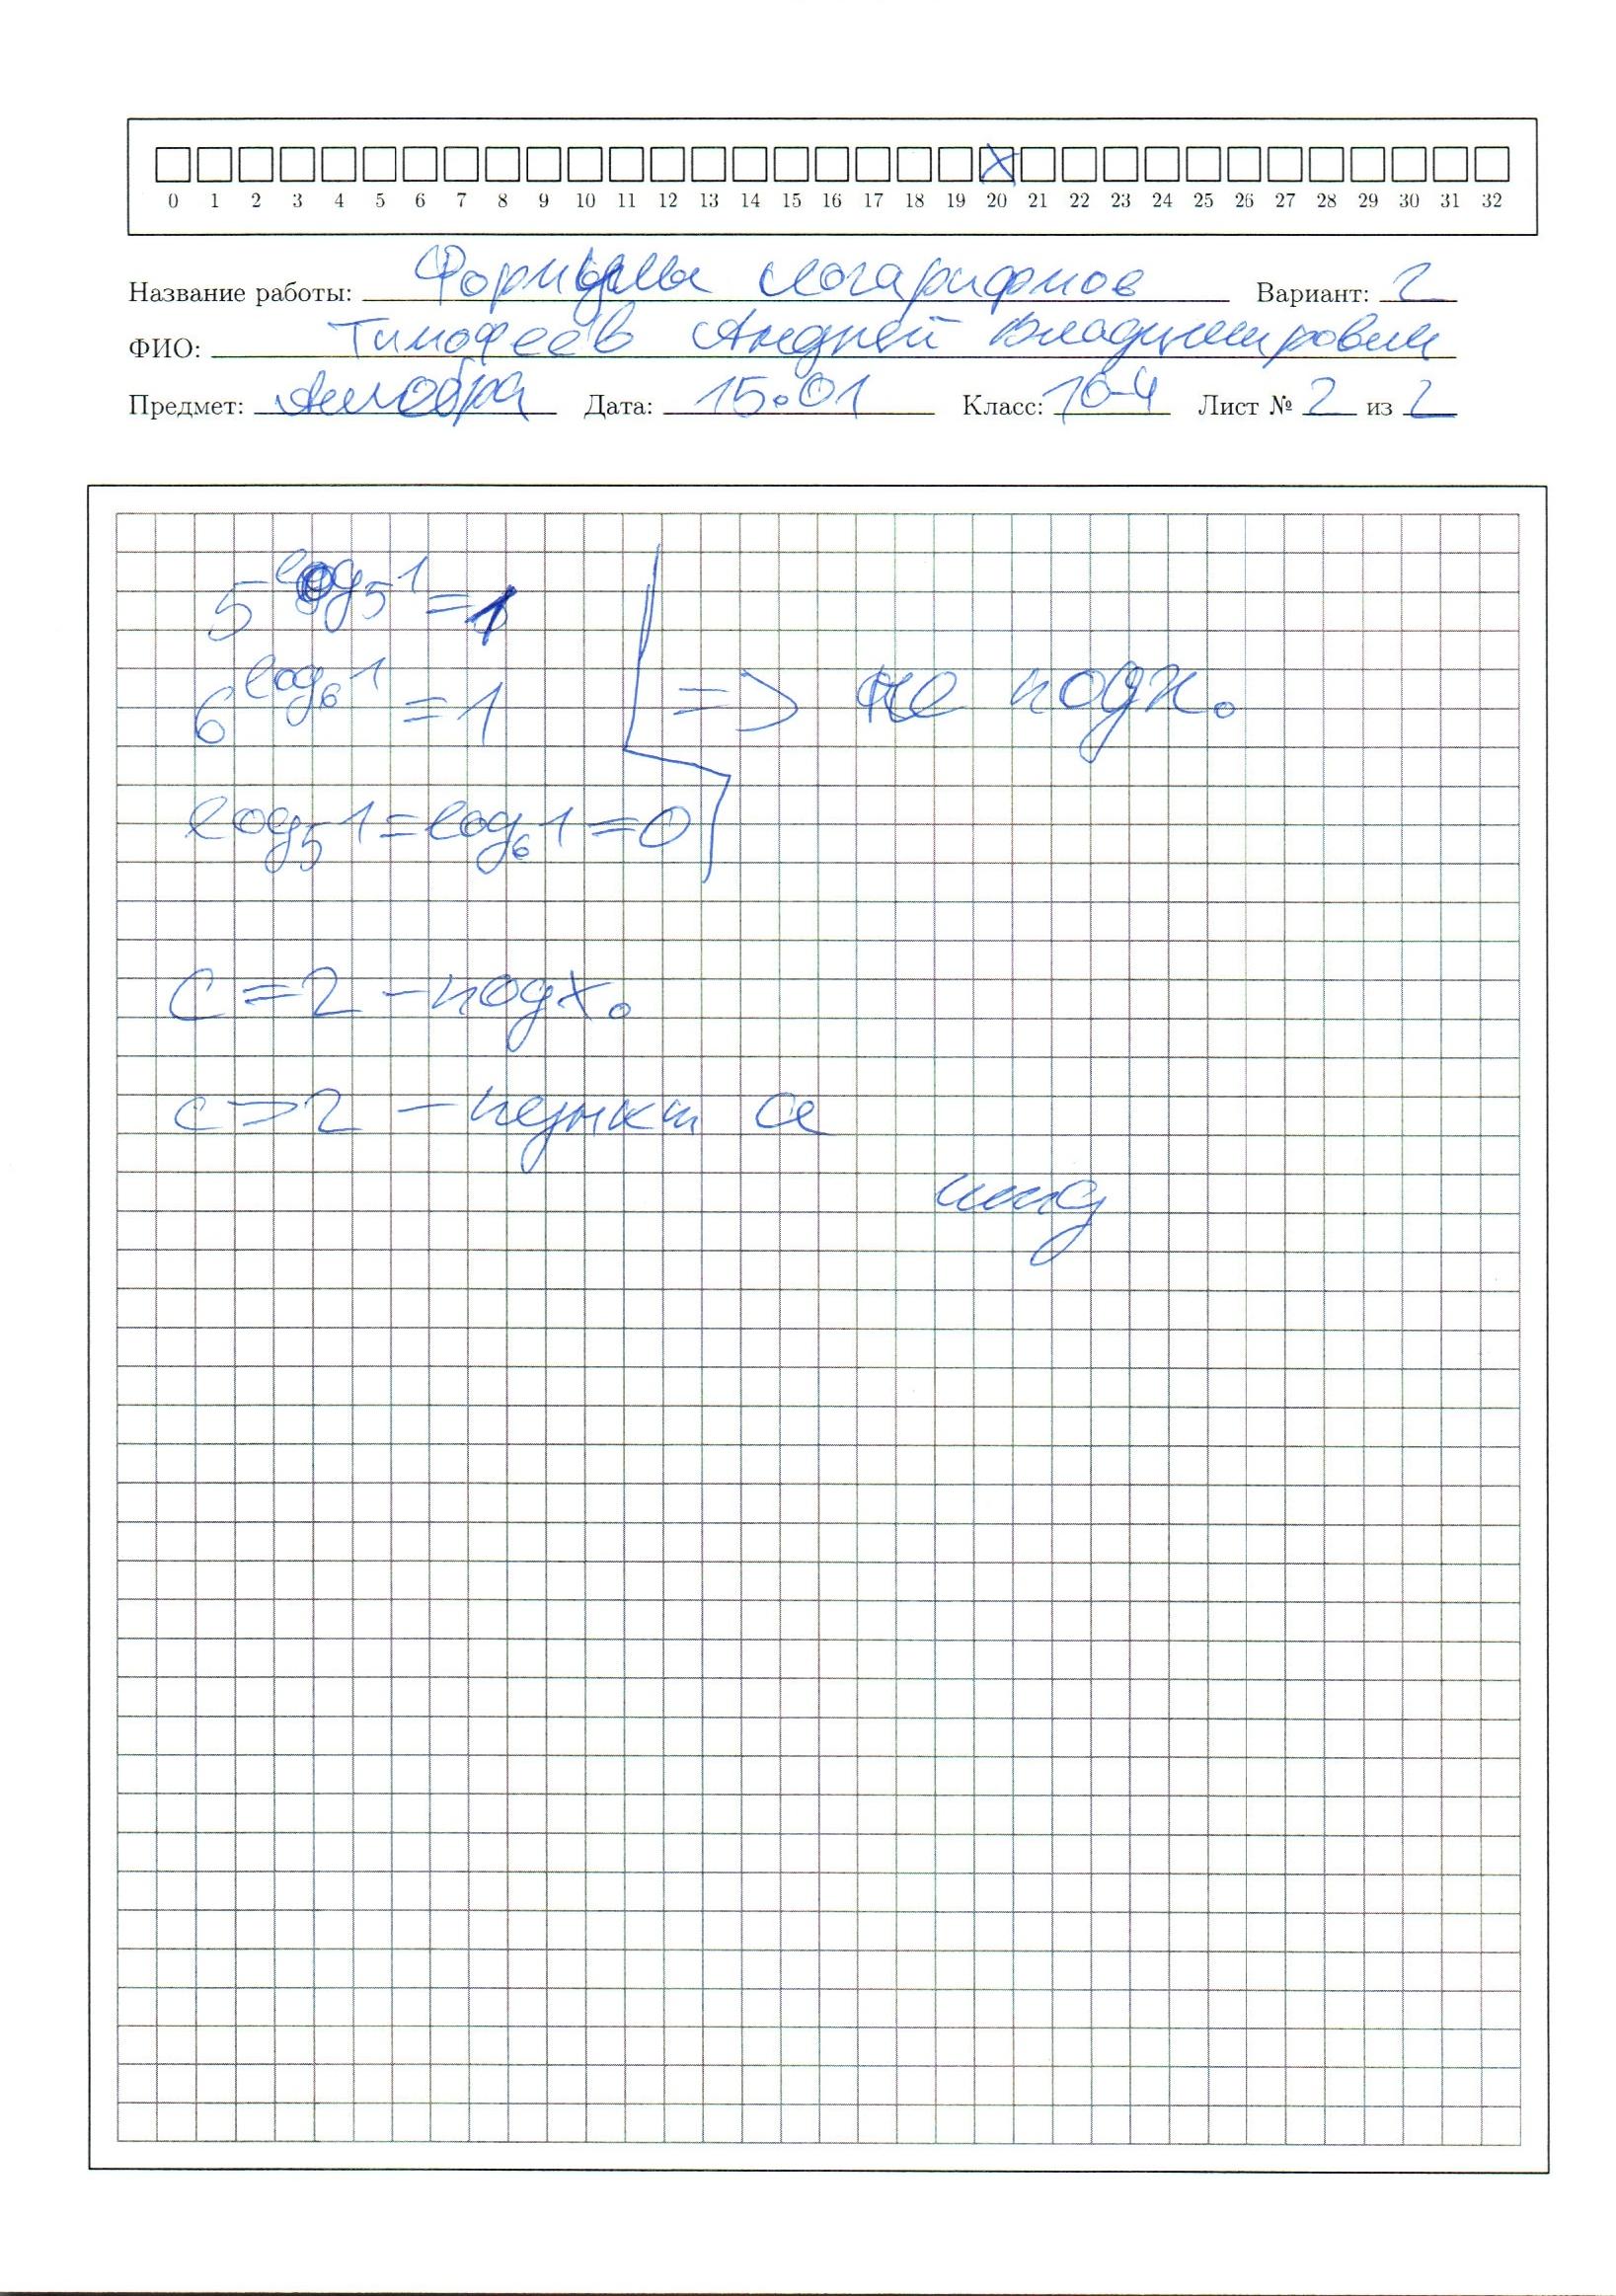 0 1 2 3 4 5 6 7 8 9 10 11 12 13 14 15 16 17 18 19 20 21 22 23 24 25 26 27 28 29 30 31 32
Название работы: Формулы логарифмов Вариант: 2
ФИО: Тимофеев Андрей Владимирович
Предмет: Алгебра Дата: 15.01 Класс: 10-4 Лист № 2 из 2
5^{log_5 1} = 1
6^{log_6 1} = 1 => не подх.
log_5 1 = log_6 1 = 0
c = 2 – подх.
c > 2 – пункт а
чтд